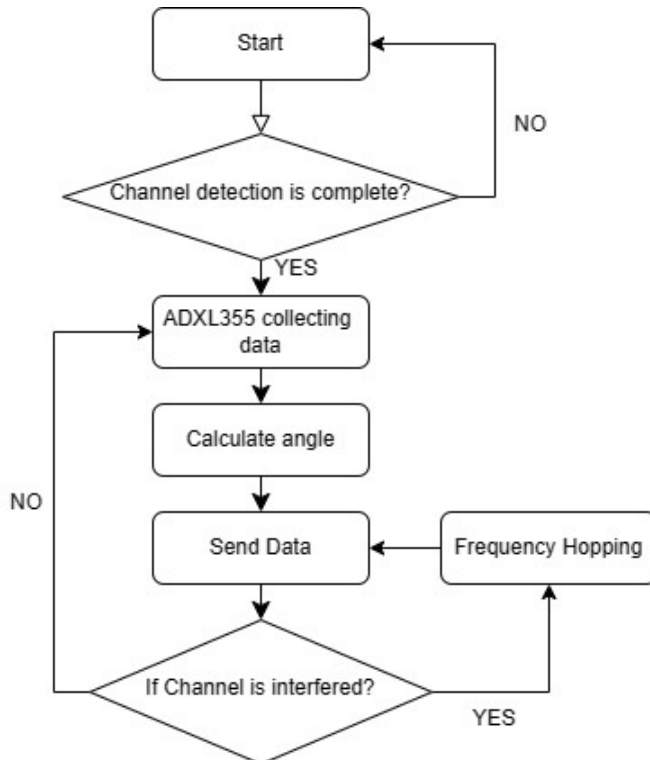 Start
NO
Channel detection is complete?
YES
ADXL355 collecting
data
Calculate angle
NO
Send Data
Frequency Hopping
If Channel is interfered?
YES